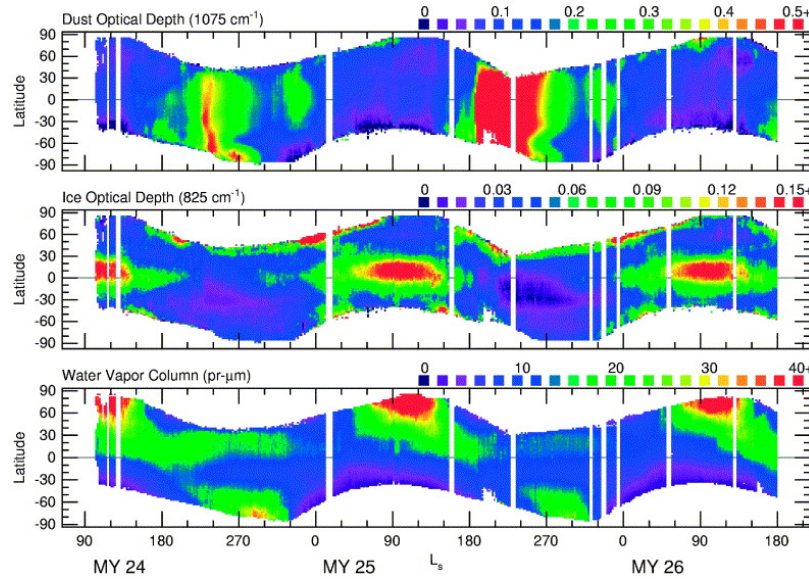 Dust Optical Depth (1075 cm⁻¹) 0 0.1 0.2 0.3 0.4 0.5+
90
60
30
0
-30
-60
-90
Latitude
Ice Optical Depth (825 cm⁻¹) 0 0.03 0.06 0.09 0.12 0.15+
90
60
30
0
-30
-60
-90
Latitude
Water Vapor Column (pr-μm) 0 10 20 30 40+
90
60
30
0
-30
-60
-90
Latitude
90 180 270 0 90 180 270 0 90 180
MY 24 MY 25 Ls MY 26